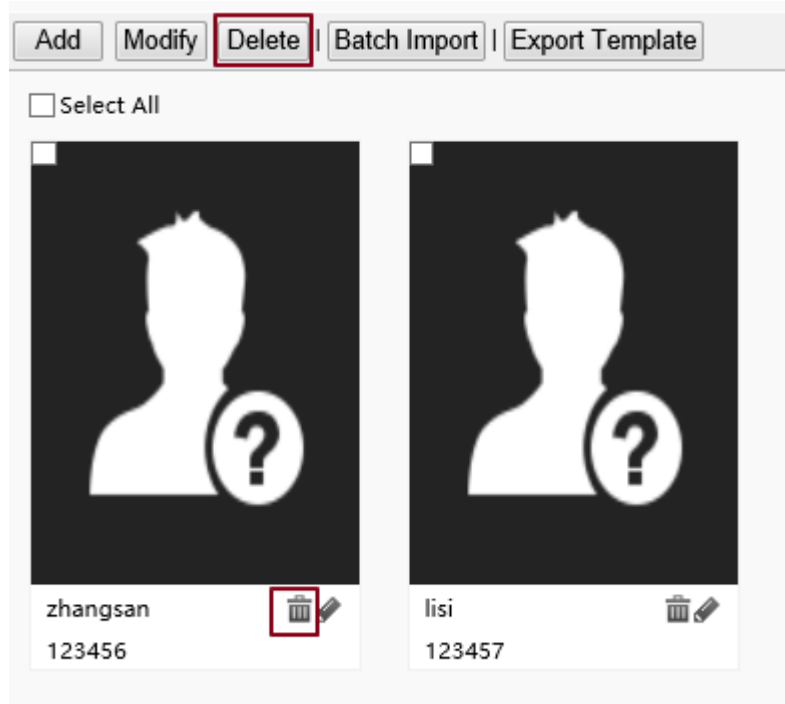 Add Modify Delete | Batch Import | Export Template
Select All
?
?
zhangsan
lisi
123456
123457